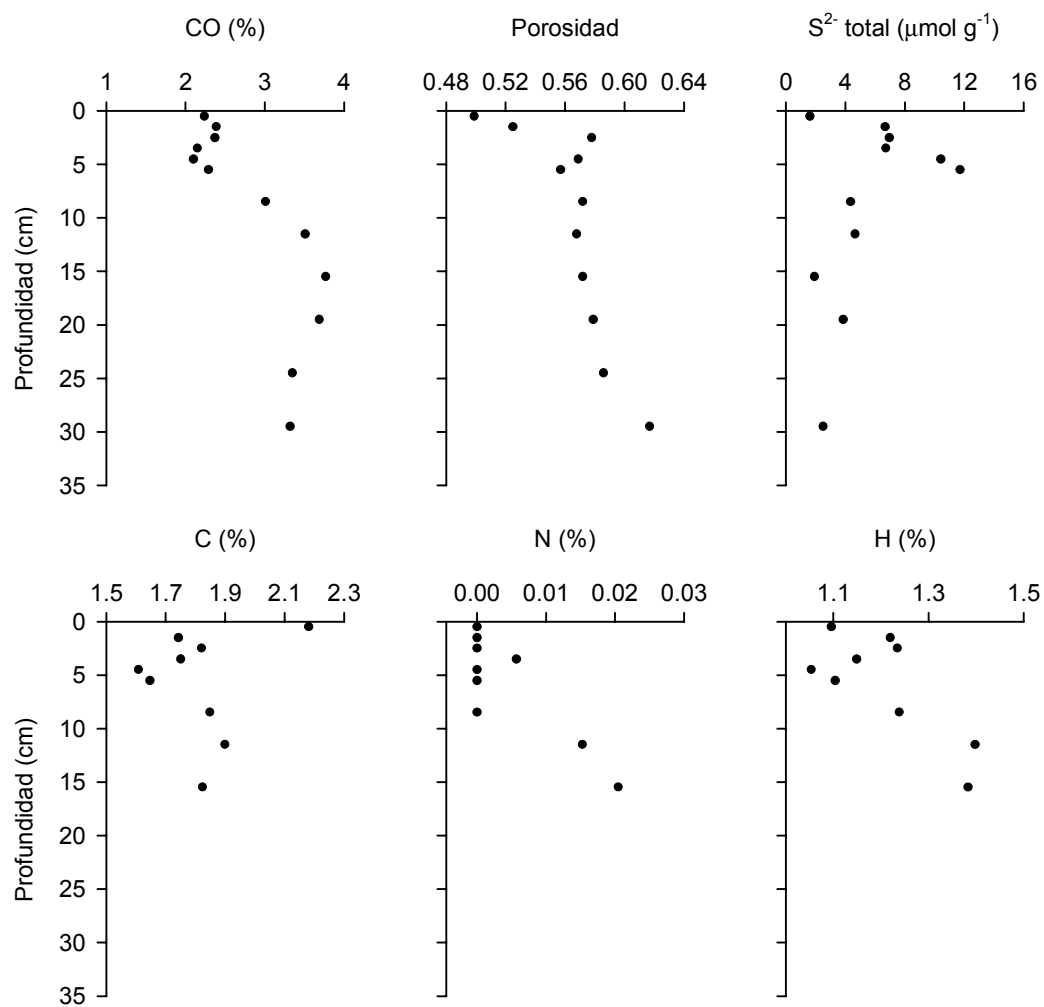 CO (%) Porosidad S²⁻ total (μmol g⁻¹)
1 2 3 4 0.48 0.52 0.56 0.60 0.64 0 4 8 12 16
0
5
10
15
20
25
30
35
Profundidad (cm)
C (%) N (%) H (%)
1.5 1.7 1.9 2.1 2.3 0.00 0.01 0.02 0.03 1.1 1.3 1.5
0
5
10
15
20
25
30
35
Profundidad (cm)